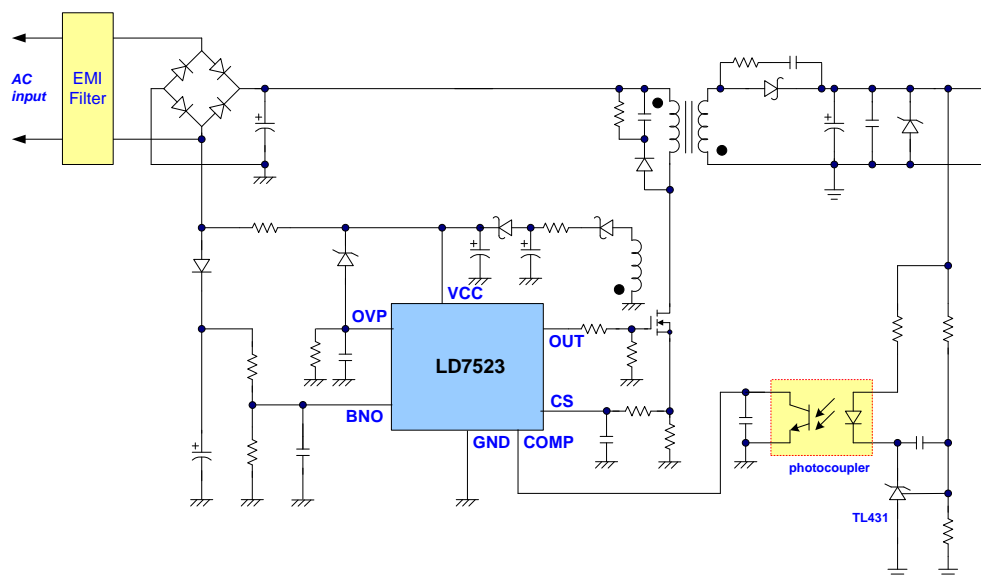 AC
input
EMI
Filter
+
+
+
+
+
VCC
OVP
OUT
LD7523
BNO
CS
GND
COMP
photocoupler
TL431